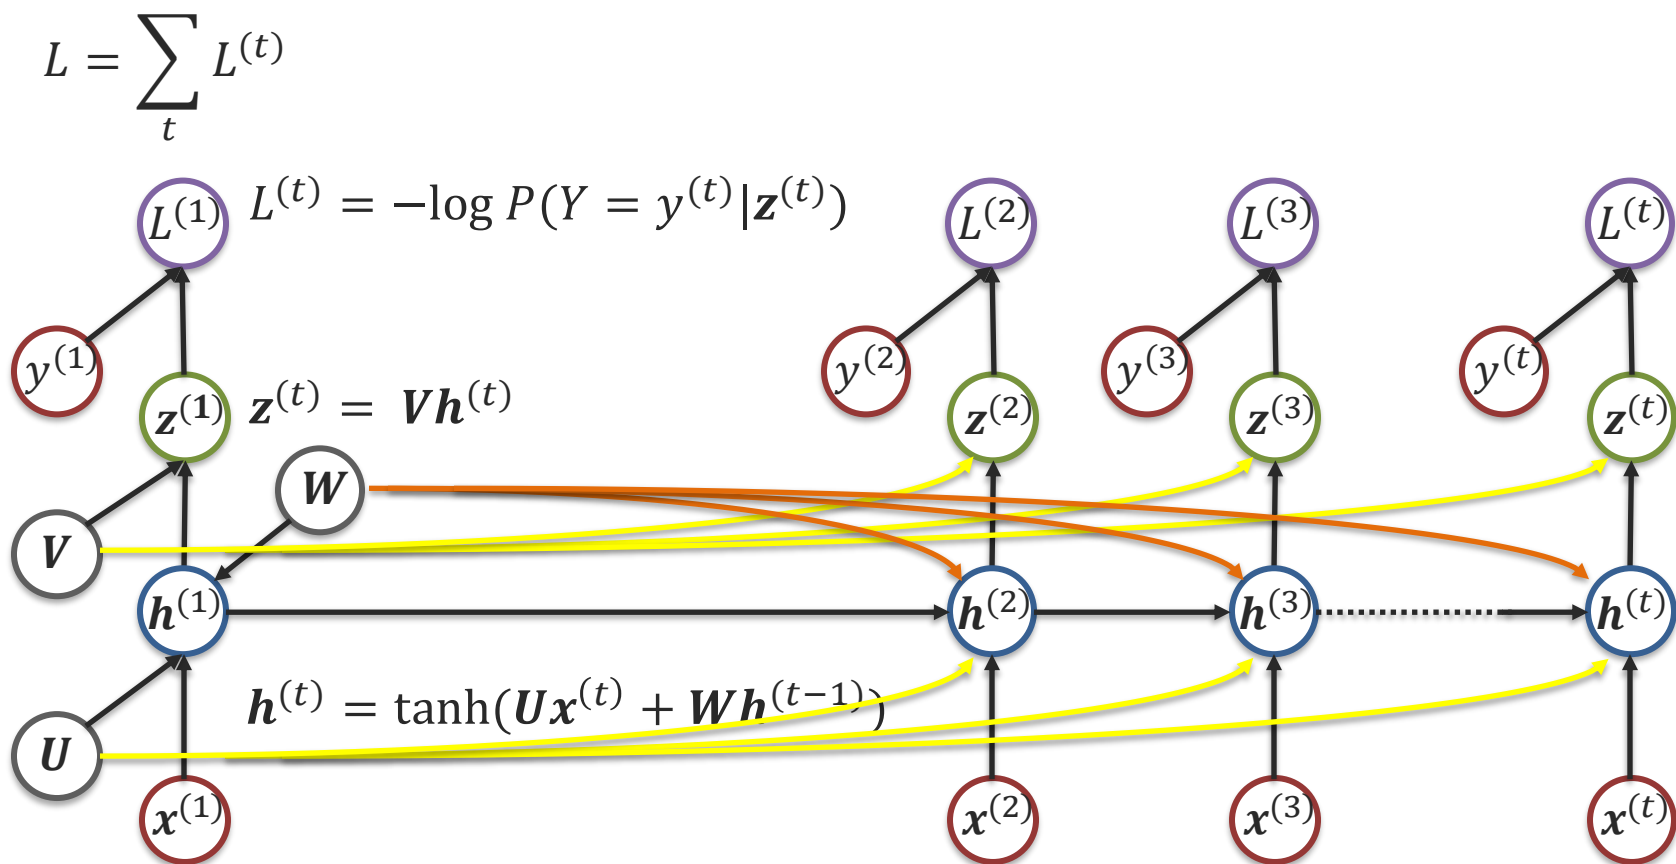 L = ∑_t L^(t)
L^(1) L^(t) = −log P(Y = y^(t)|z^(t)) L^(2) L^(3) L^(t)
y^(1) y^(2) y^(3) y^(t)
z^(1) z^(t) = Vh^(t) z^(2) z^(3) z^(t)
W
V
h^(1) h^(2) h^(3) h^(t)
h^(t) = tanh(Ux^(t) + Wh^(t−1))
U
x^(1) x^(2) x^(3) x^(t)